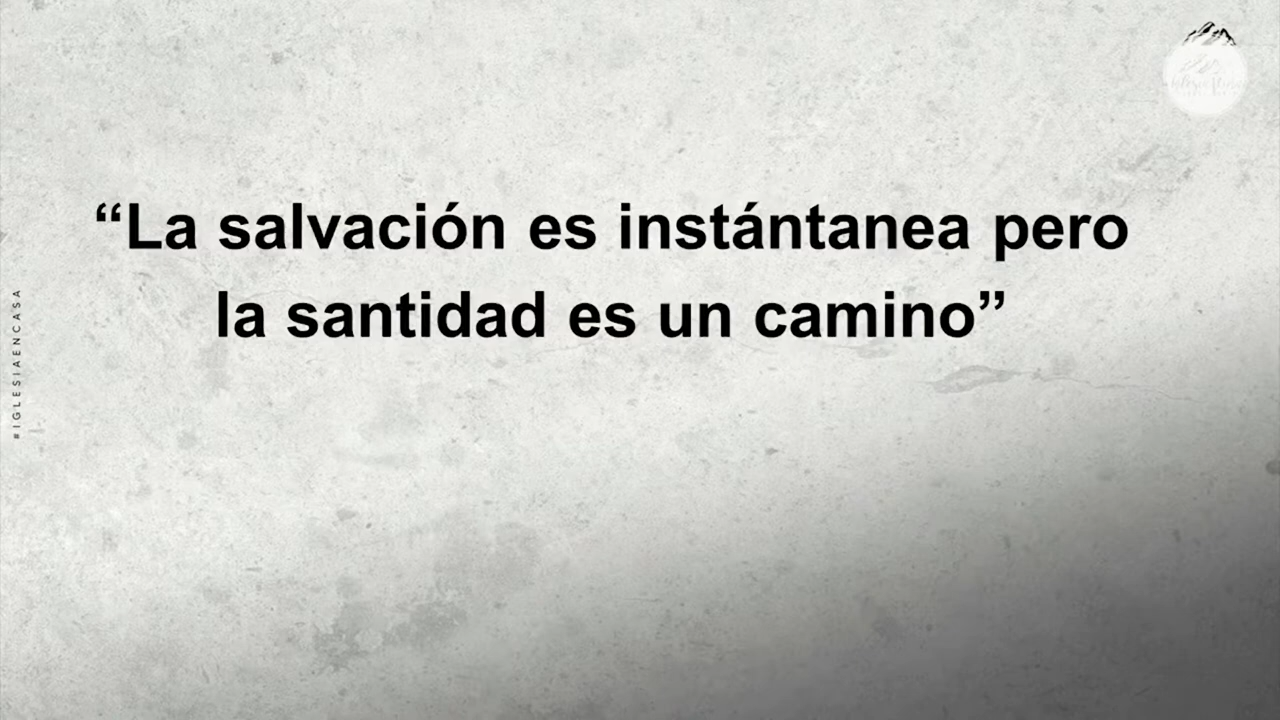 “La salvación es instántanea pero
la santidad es un camino”
#IGLESIAENCASA